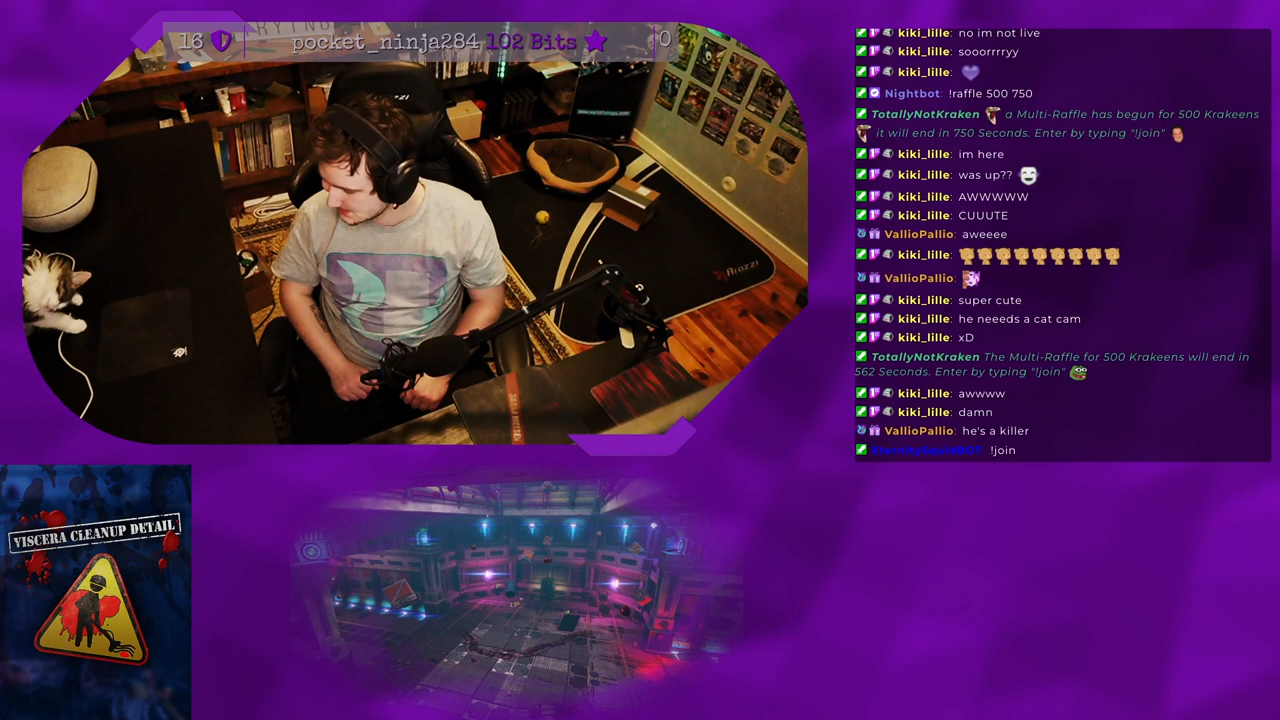 16 pocket_ninja284 102 Bits 0
AROZZI
kiki_lille: no im not live
kiki_lille: sooorrrryy
kiki_lille:
Nightbot: !raffle 500 750
TotallyNotKraken a Multi-Raffle has begun for 500 Krakeens
it will end in 750 Seconds. Enter by typing "!join"
kiki_lille: im here
kiki_lille: was up??
kiki_lille: AWWWWW
kiki_lille: CUUUTE
VallioPallio: aweeee
kiki_lille:
VallioPallio:
kiki_lille: super cute
kiki_lille: he neeeds a cat cam
kiki_lille: xD
TotallyNotKraken The Multi-Raffle for 500 Krakeens will end in
562 Seconds. Enter by typing "!join"
kiki_lille: awwww
kiki_lille: damn
VallioPallio: he's a killer
EternitySquidBOT: !join
VISCERA CLEANUP DETAIL